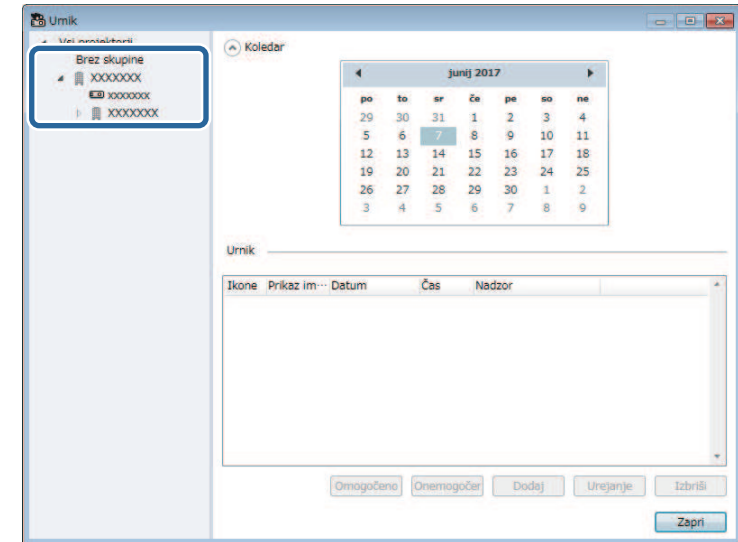 Urnik
Vsi projektorji
Brez skupine
XXXXXXX
XXXXXXX
XXXXXXX
Koledar
junij 2017
po to sr če pe so ne
29 30 31 1 2 3 4
5 6 7 8 9 10 11
12 13 14 15 16 17 18
19 20 21 22 23 24 25
26 27 28 29 30 1 2
3 4 5 6 7 8 9
Urnik
Ikone Prikaz im... Datum Čas Nadzor
Omogočeno Onemogočer Dodaj Urejanje Izbriši
Zapri